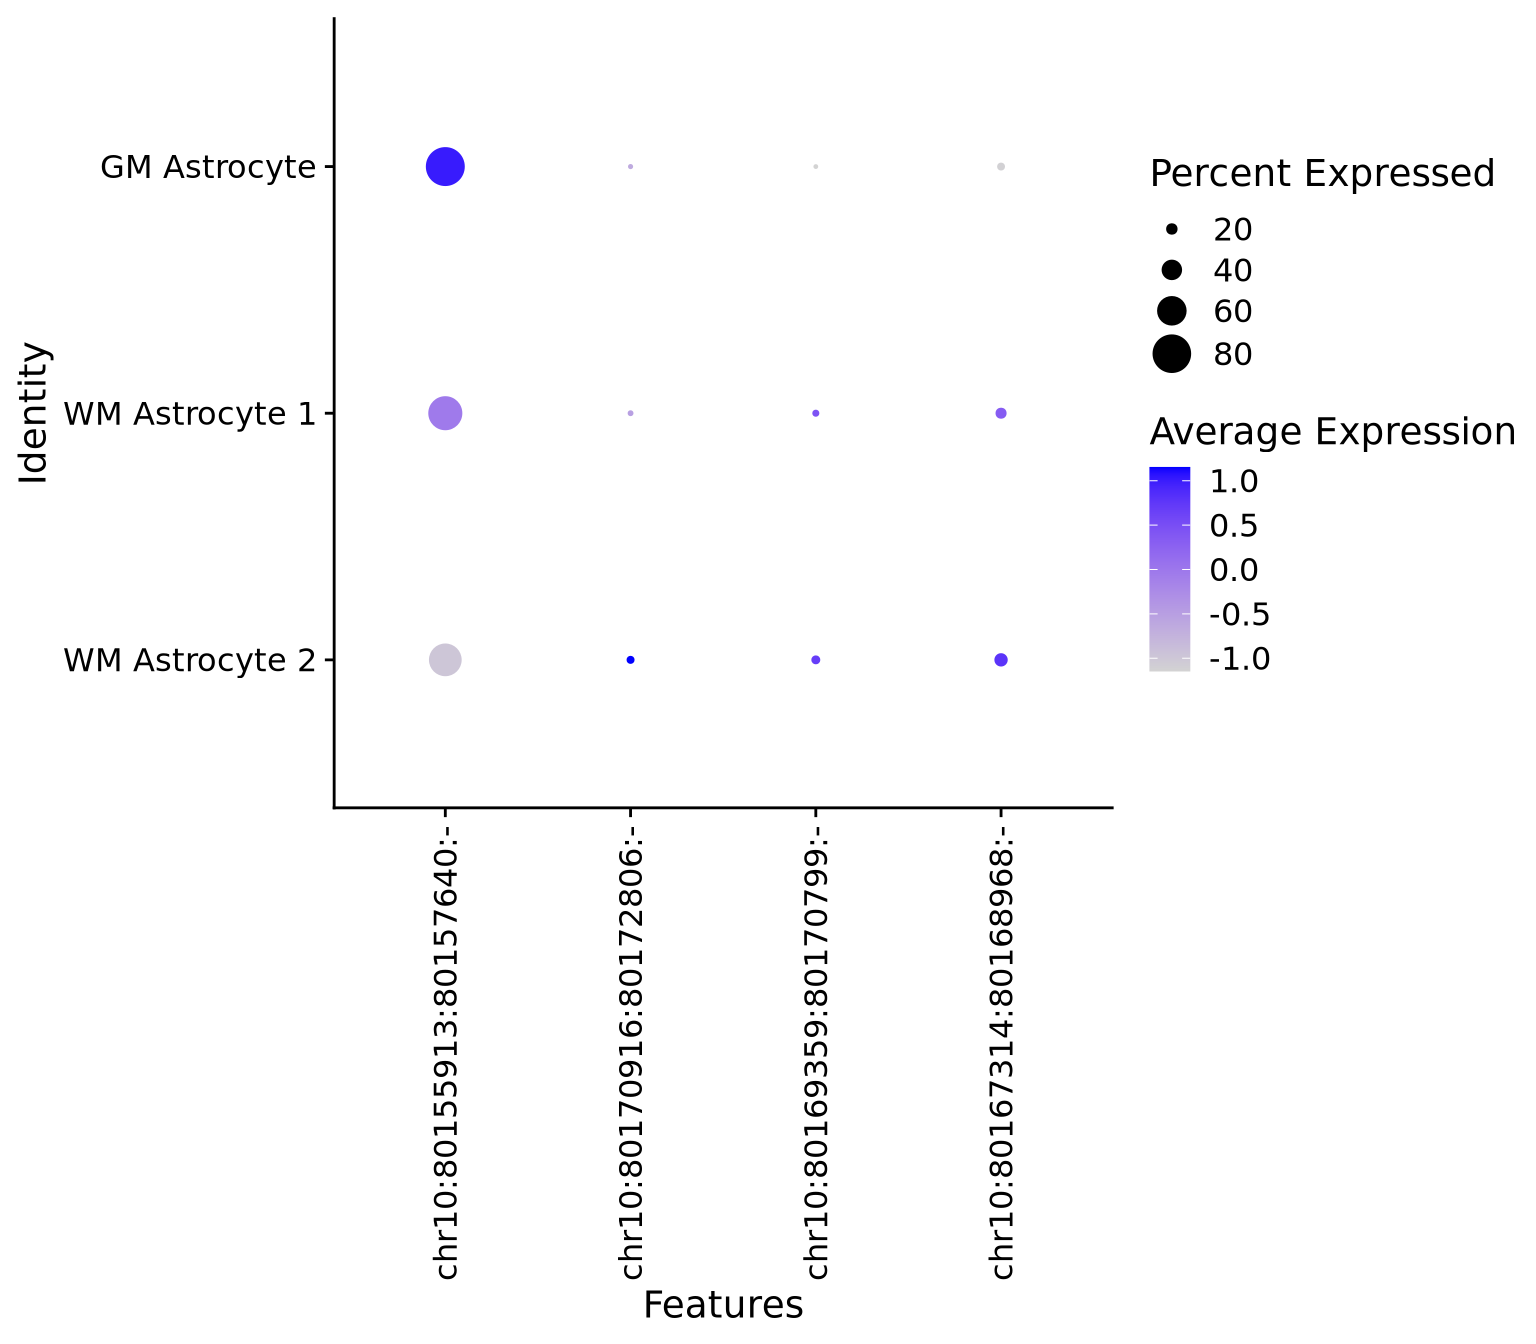 GM Astrocyte
WM Astrocyte 1
WM Astrocyte 2
Identity
chr10:80155913:80157640:-
chr10:80170916:80172806:-
chr10:80169359:80170799:-
chr10:80167314:80168968:-
Features
Percent Expressed
20
40
60
80
Average Expression
1.0
0.5
0.0
-0.5
-1.0